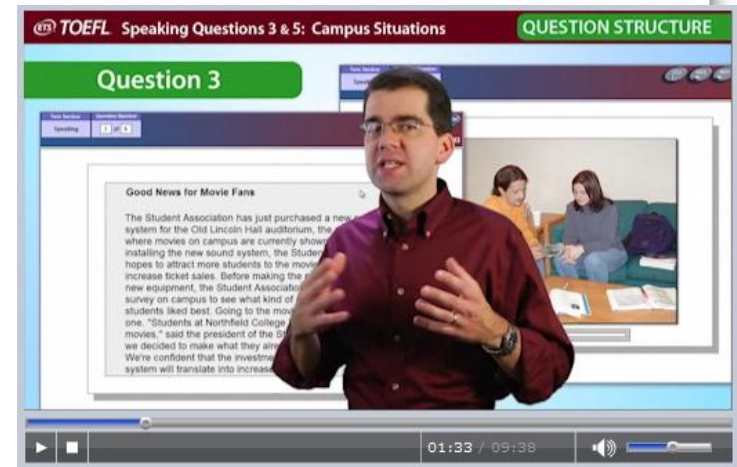 ETS TOEFL Speaking Questions 3 & 5: Campus Situations
QUESTION STRUCTURE
Question 3
Speaking
Good News for Movie Fans
The Student Association has just purchased a new
system for the Old Lincoln Hall auditorium, the
where movies on campus are currently shown
installing the new sound system, the Student
hopes to attract more students to the movies
increase ticket sales. Before making the
new equipment, the Student Association
survey on campus to see what kind of
students liked best. Going to the
one. "Students at Northfield College
movies," said the president of the
we decided to make what they
We're confident that the
system will translate into
01:33 / 09:38